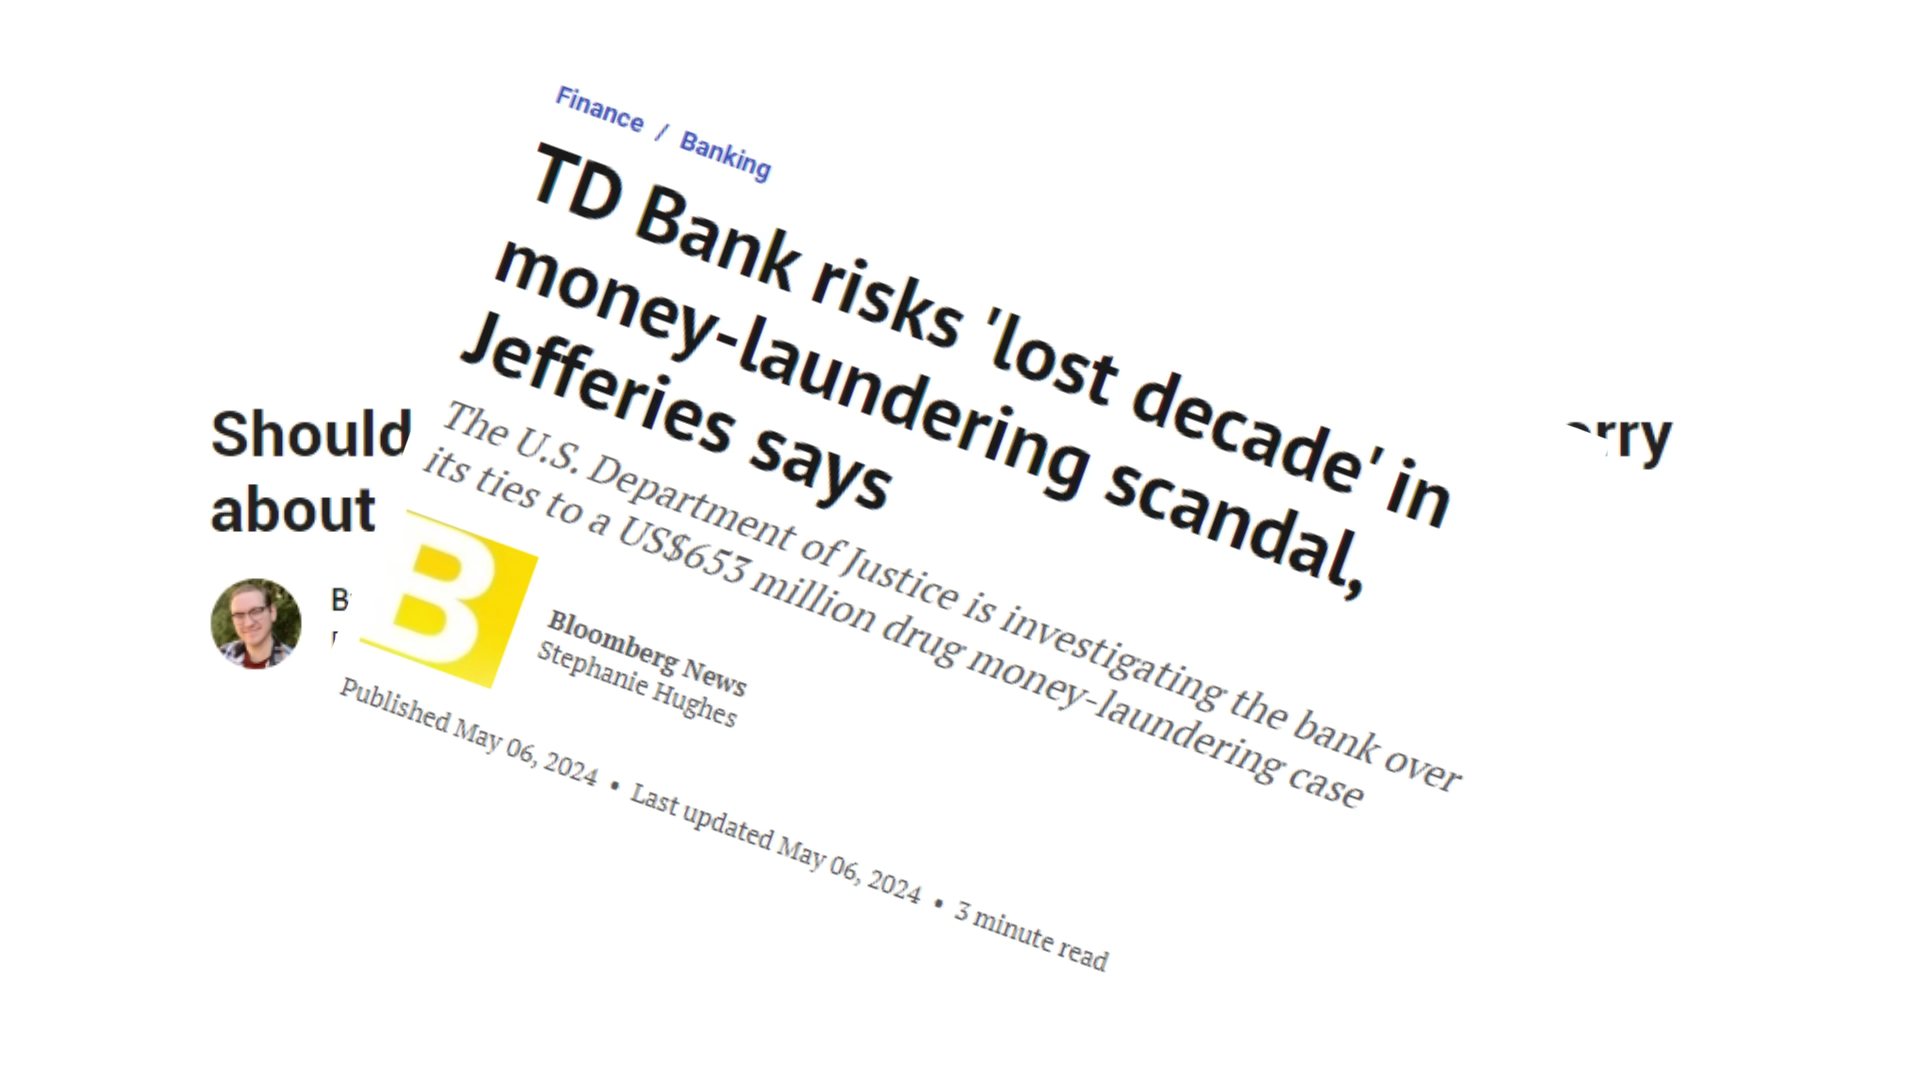 Finance / Banking
TD Bank risks 'lost decade' in
money-laundering scandal,
Jefferies says
The U.S. Department of Justice is investigating the bank over
its ties to a US$653 million drug money-laundering case
B
Bloomberg News
Stephanie Hughes
Published May 06, 2024 • Last updated May 06, 2024 • 3 minute read
Should
about